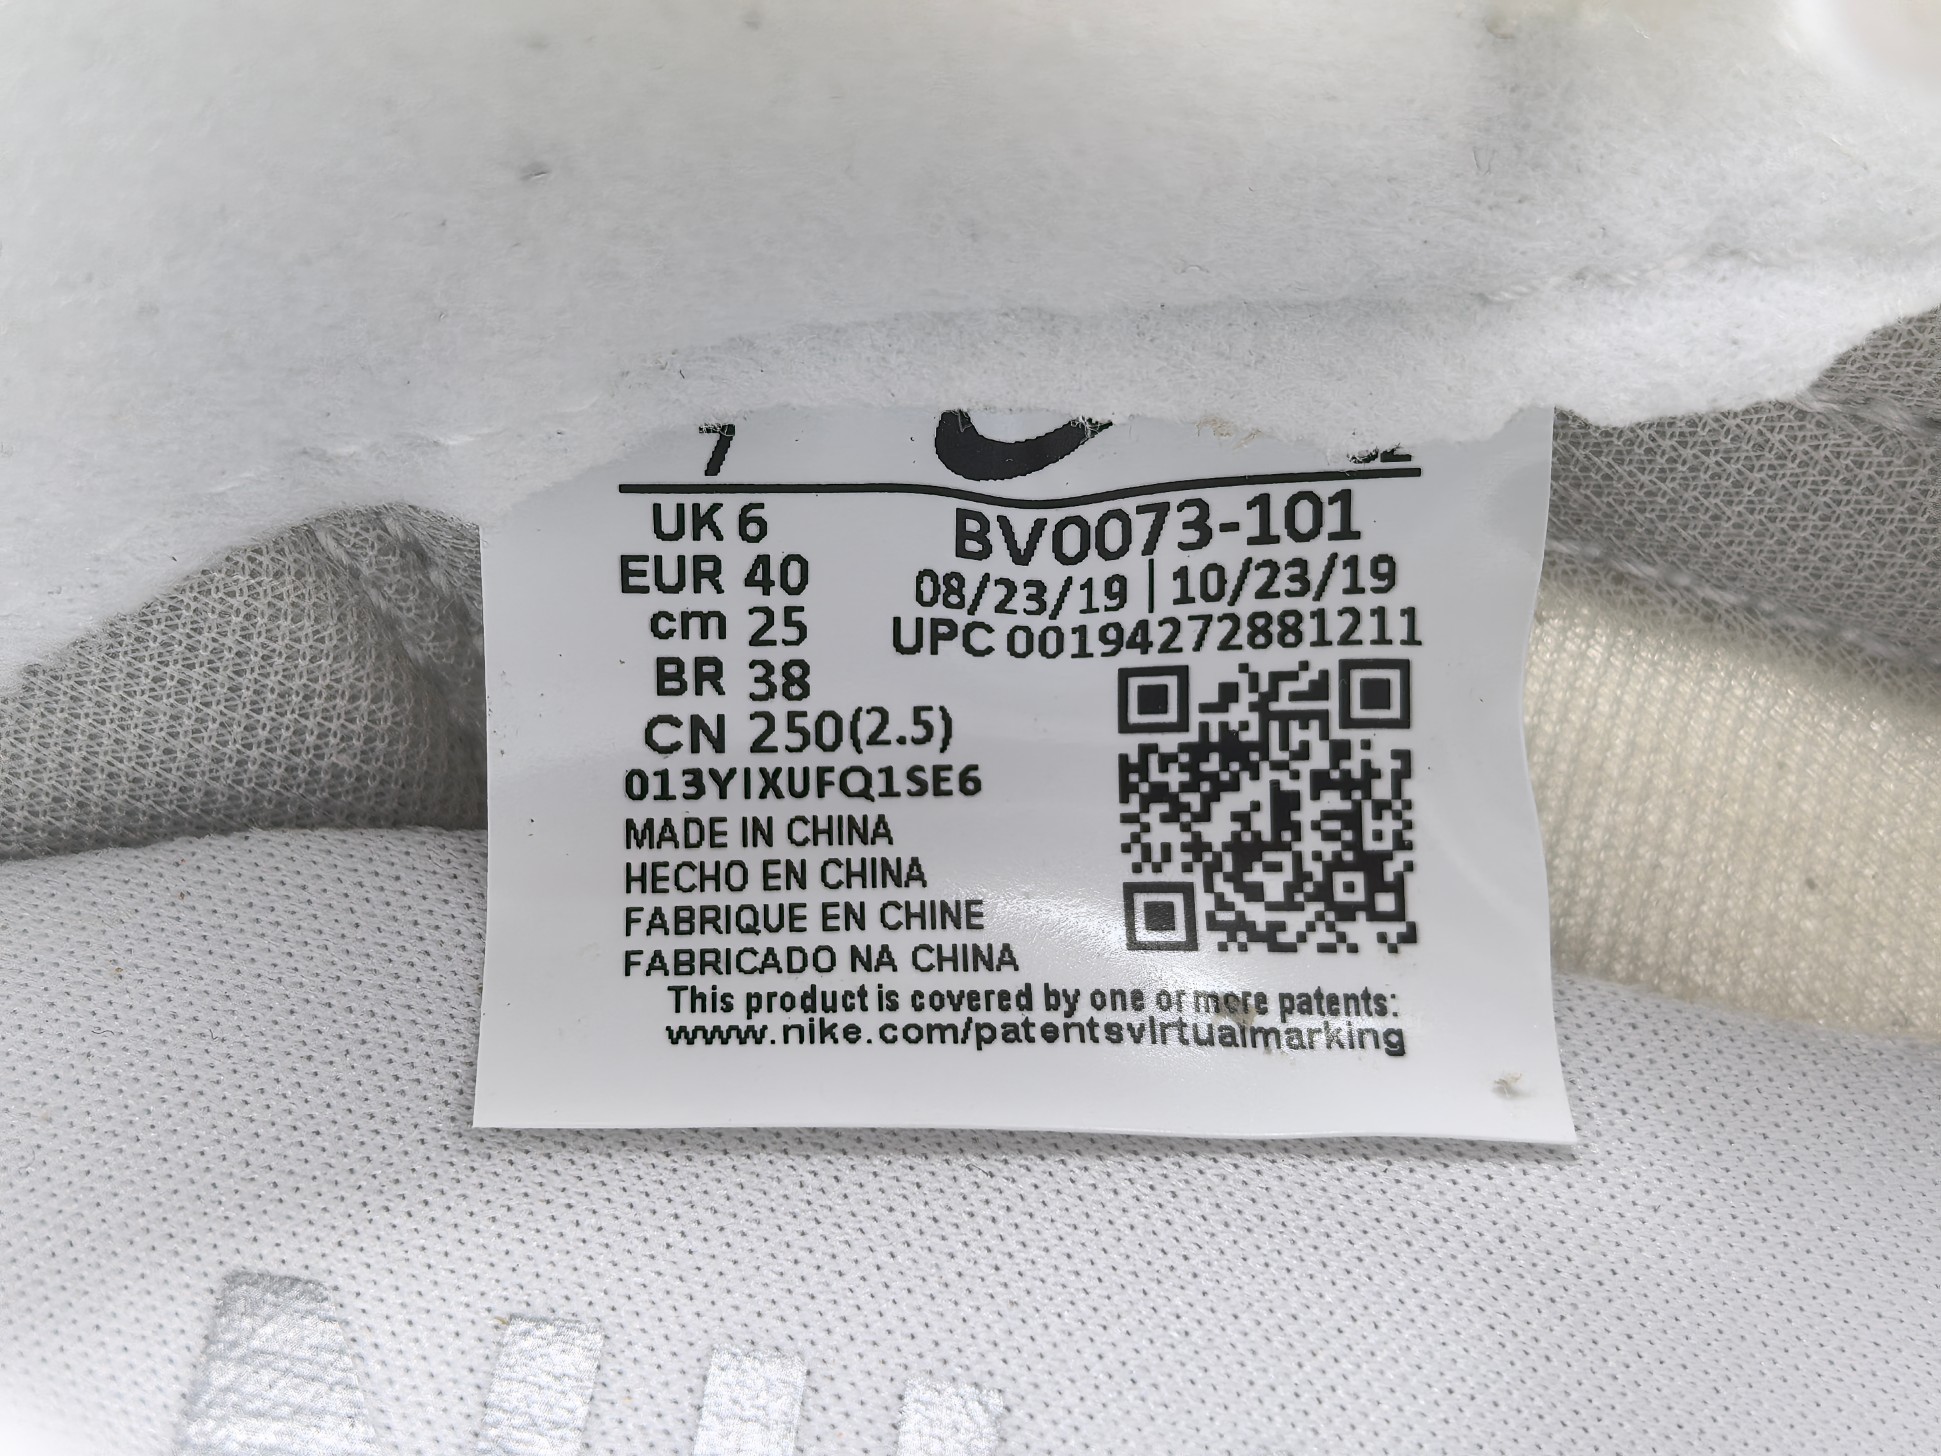 7
UK 6
EUR 40
cm 25
BR 38
CN 250(2.5)
BV0073-101
08/23/19 | 10/23/19
UPC 00194272881211
013YIXUFQ1SE6
MADE IN CHINA
HECHO EN CHINA
FABRIQUE EN CHINE
FABRICADO NA CHINA
This product is covered by one or more patents:
www.nike.com/patentsvirtualmarking